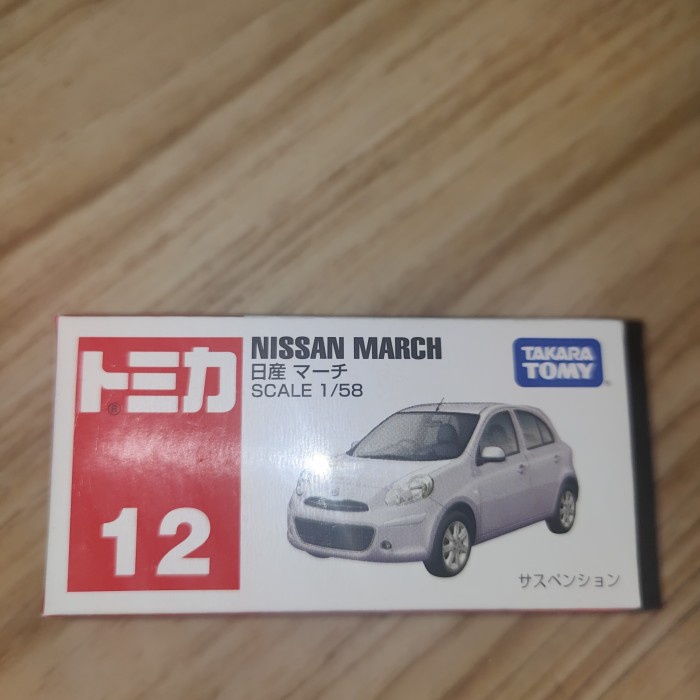 トミカ®
12
NISSAN MARCH
日産 マーチ
SCALE 1/58
TAKARA
TOMY™
サスペンション